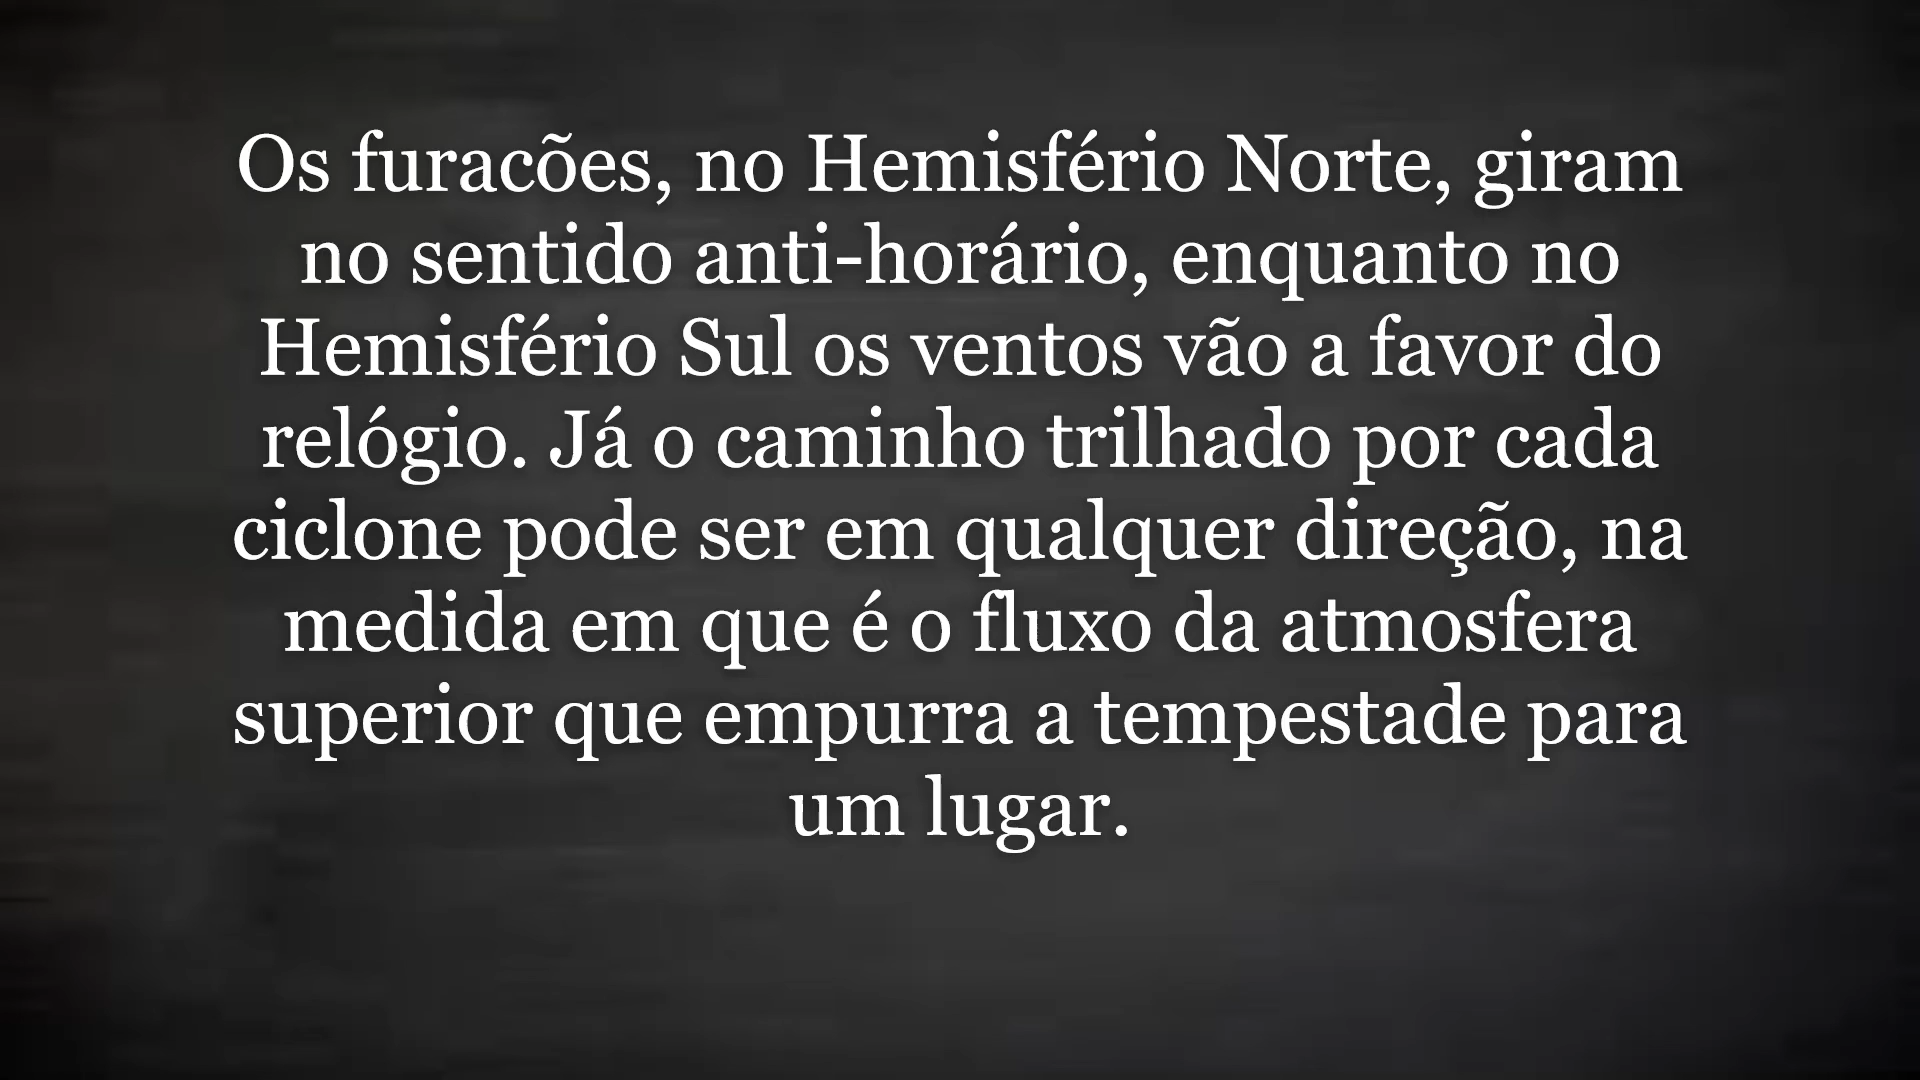 Os furacões, no Hemisfério Norte, giram
no sentido anti-horário, enquanto no
Hemisfério Sul os ventos vão a favor do
relógio. Já o caminho trilhado por cada
ciclone pode ser em qualquer direção, na
medida em que é o fluxo da atmosfera
superior que empurra a tempestade para
um lugar.